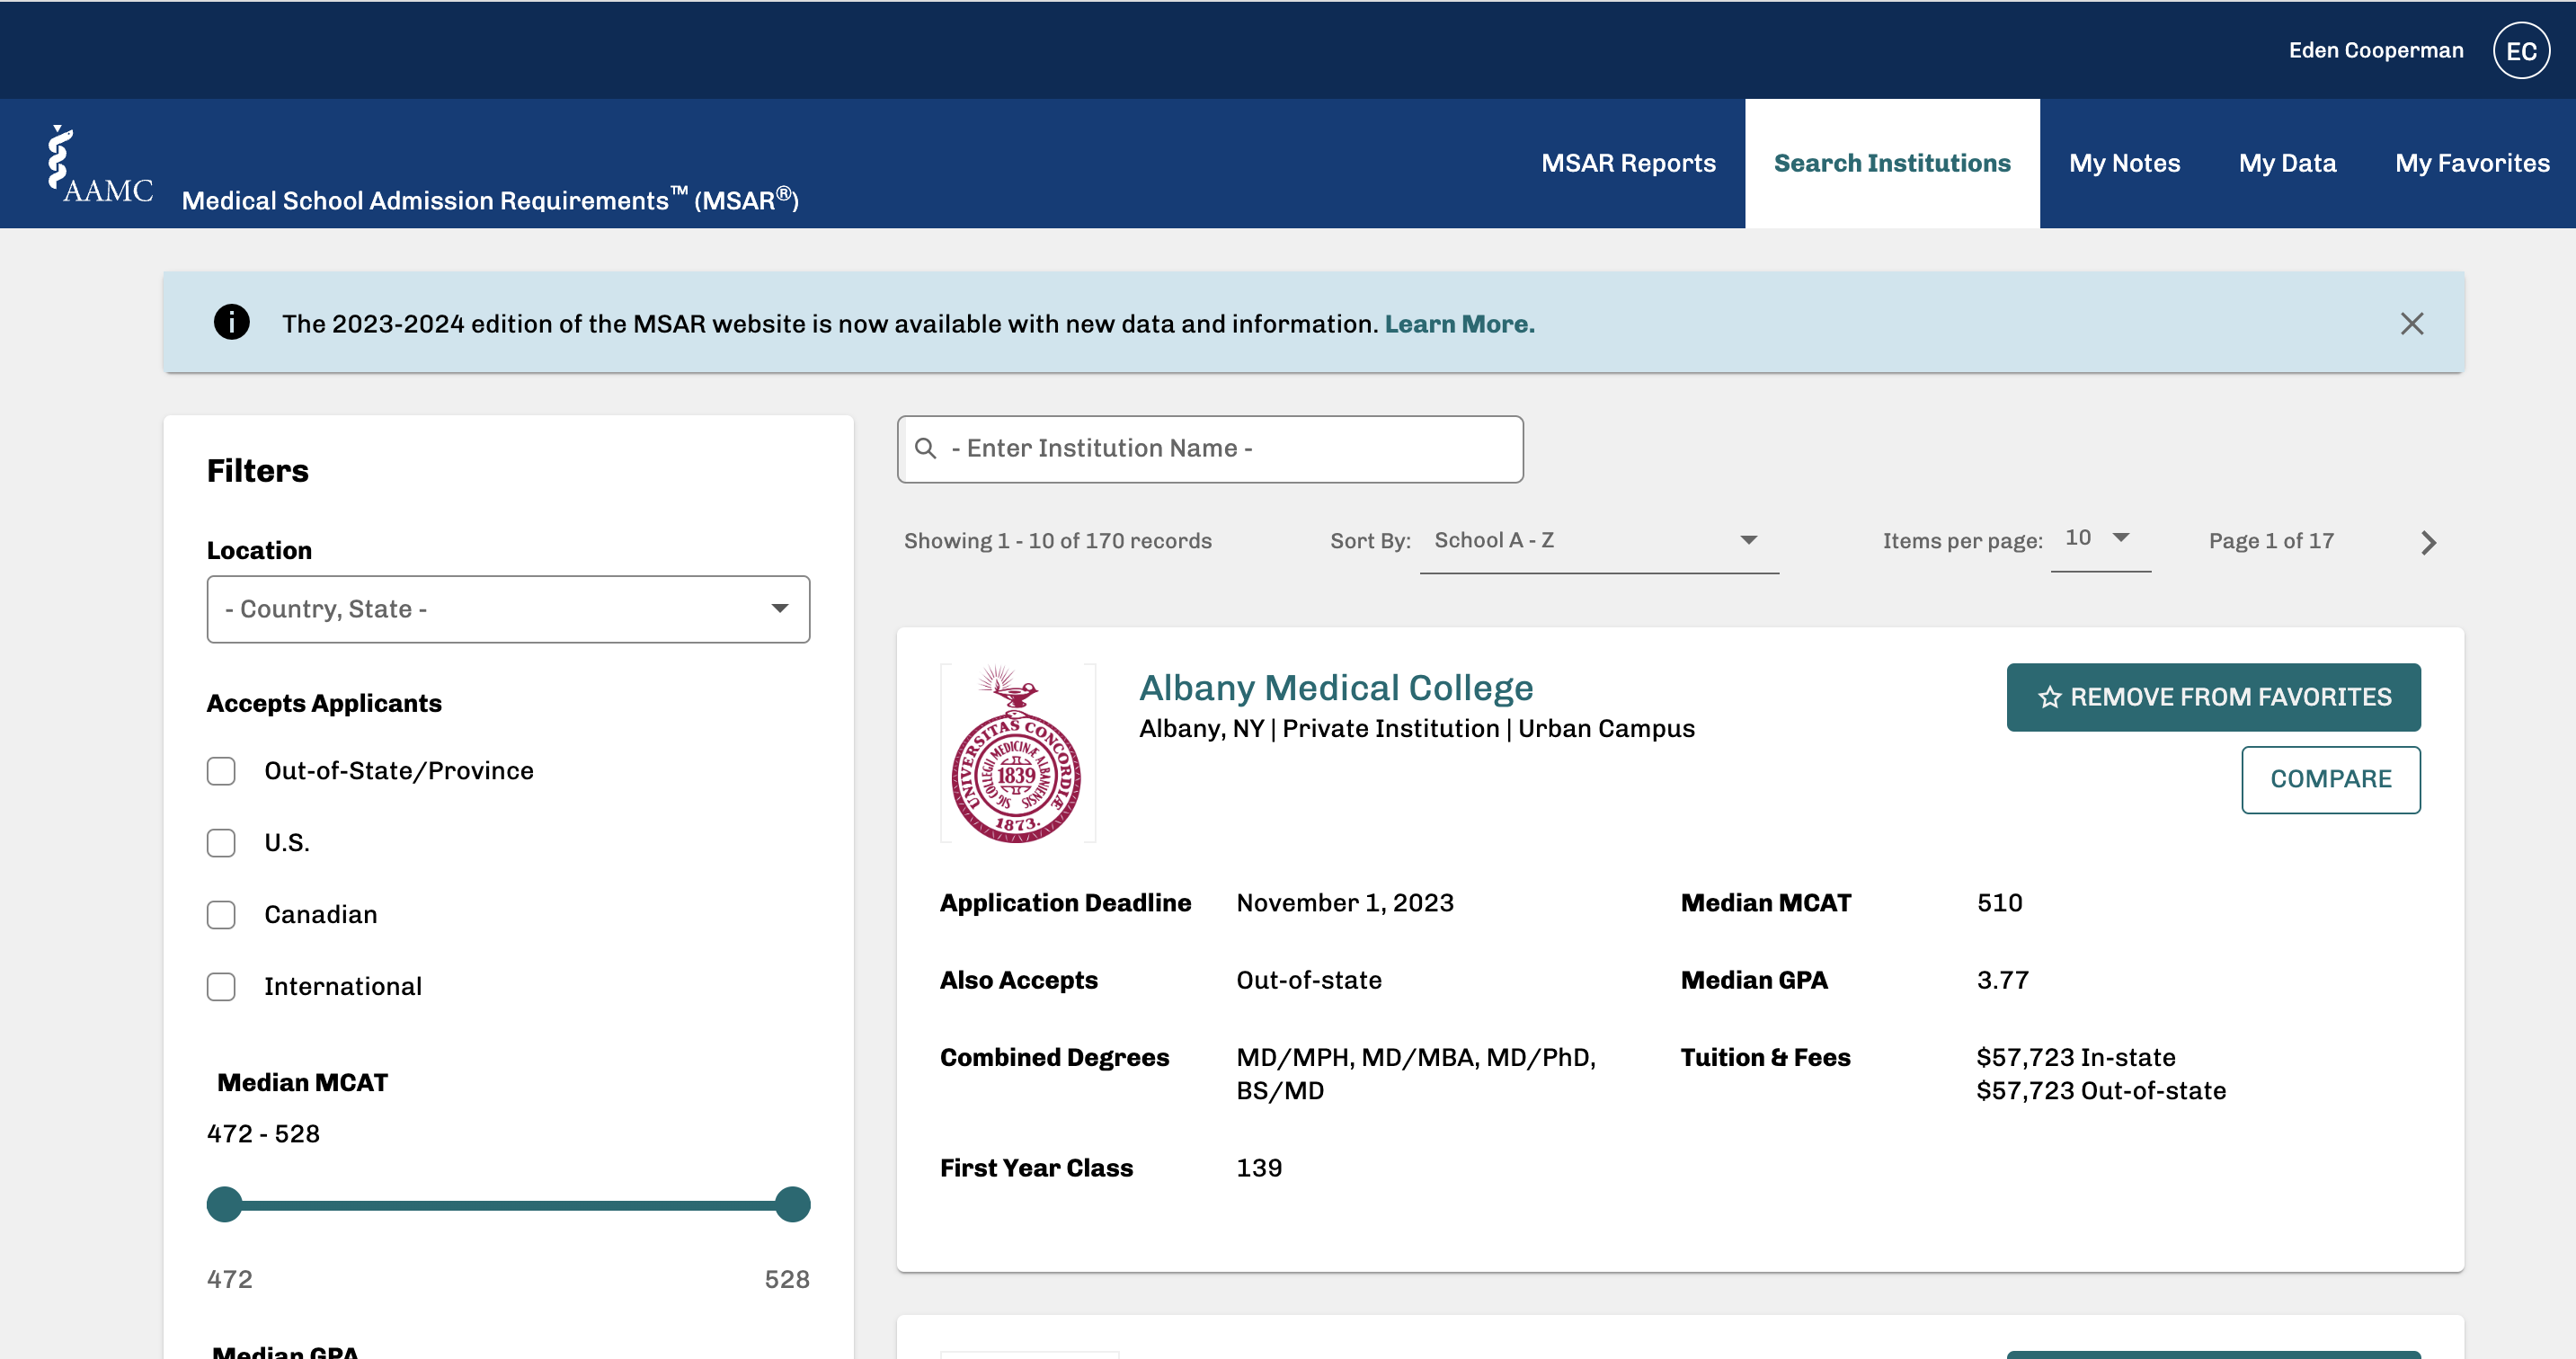 Eden Cooperman
EC
AAMC
Medical School Admission Requirements™ (MSAR®)
MSAR Reports
Search Institutions
My Notes
My Data
My Favorites
The 2023-2024 edition of the MSAR website is now available with new data and information. Learn More.
Filters
Location
- Country, State -
Accepts Applicants
Out-of-State/Province
U.S.
Canadian
International
Median MCAT
472 - 528
472
528
Median GPA
- Enter Institution Name -
Showing 1 - 10 of 170 records
Sort By:
School A - Z
Items per page:
10
Page 1 of 17
UNIVERSITAS CONCORDIÆ
SIG COLLEGII MEDICINÆ ALBANIENSIS
1839
1873.
Albany Medical College
Albany, NY | Private Institution | Urban Campus
REMOVE FROM FAVORITES
COMPARE
Application Deadline
November 1, 2023
Median MCAT
510
Also Accepts
Out-of-state
Median GPA
3.77
Combined Degrees
MD/MPH, MD/MBA, MD/PhD,
BS/MD
Tuition & Fees
$57,723 In-state
$57,723 Out-of-state
First Year Class
139